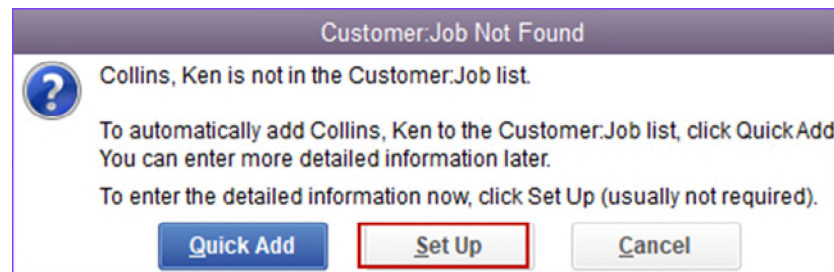 Customer:Job Not Found
Collins, Ken is not in the Customer:Job list.
To automatically add Collins, Ken to the Customer:Job list, click Quick Add
You can enter more detailed information later.
To enter the detailed information now, click Set Up (usually not required).
Quick Add Set Up Cancel